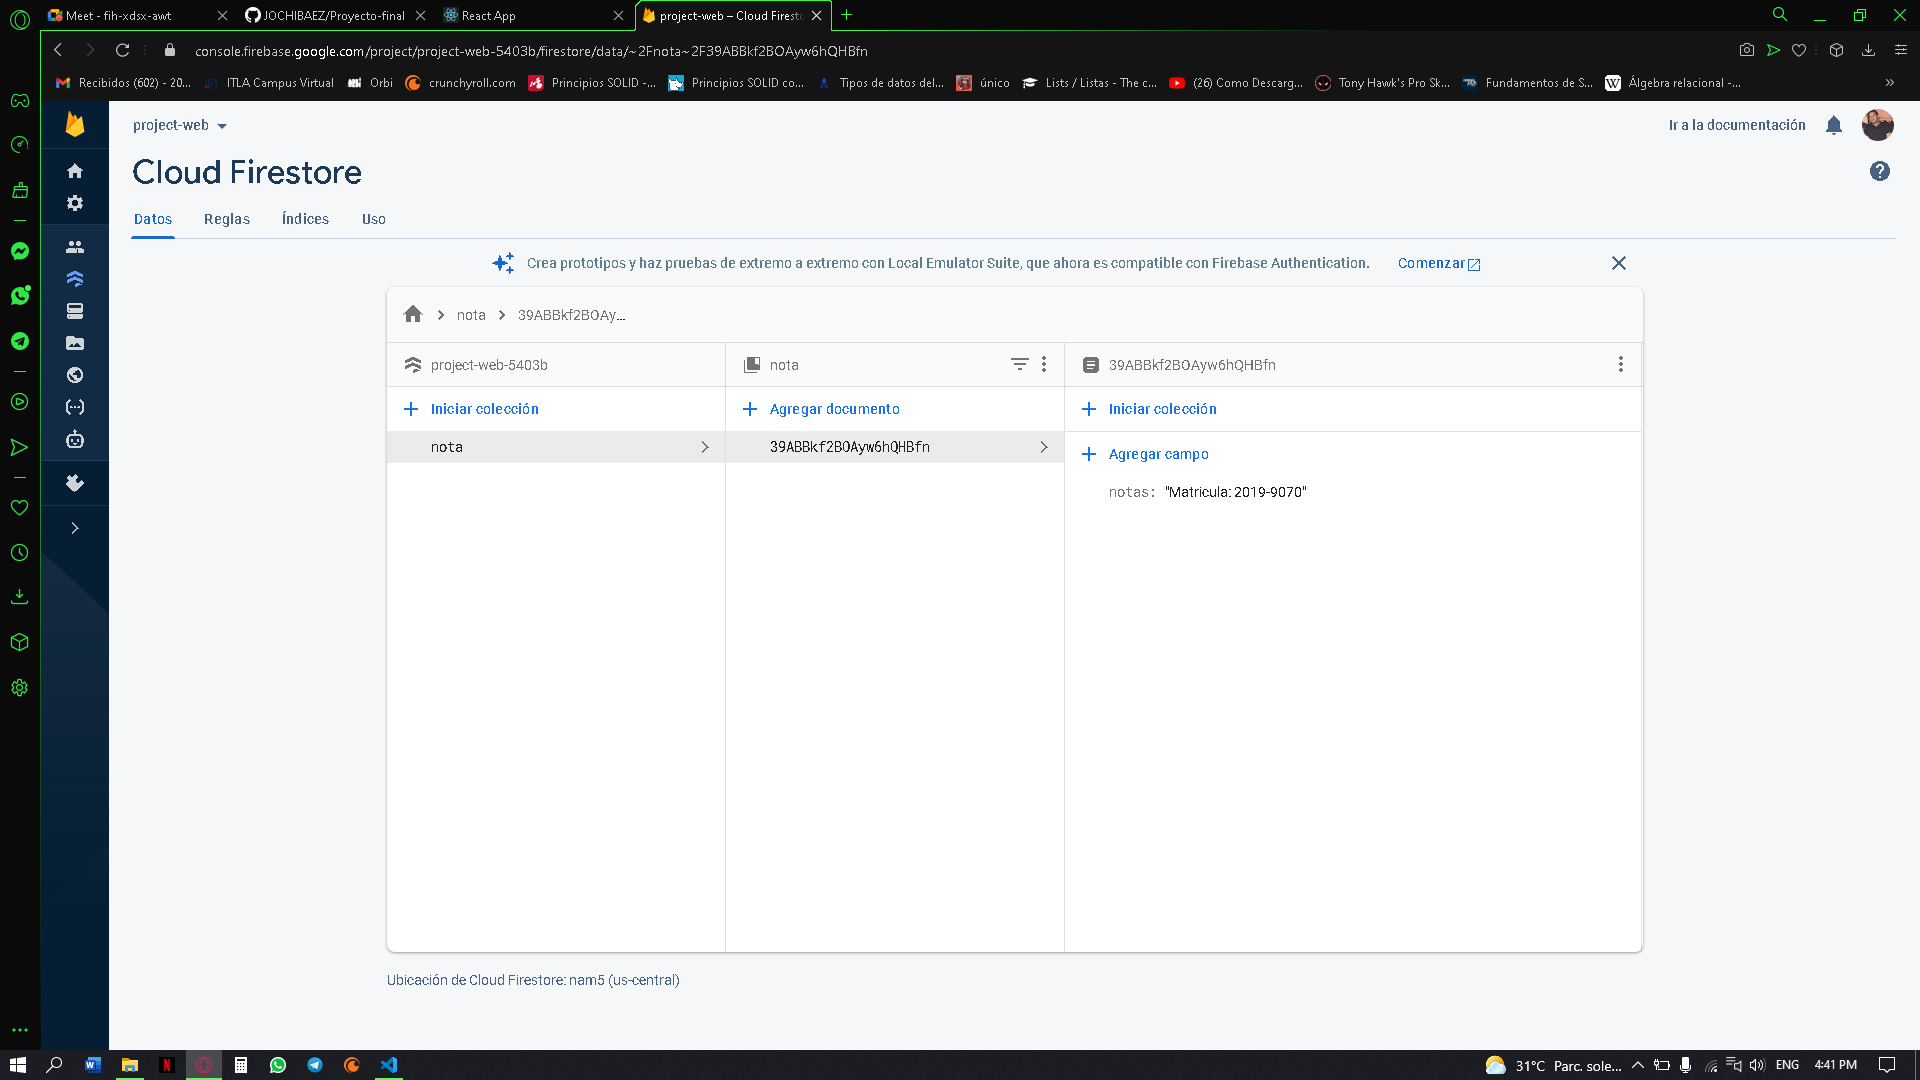 Meet - fih-xdsx-awt
JOCHIBAEZ/Proyecto-final
React App
project-web – Cloud Firesto
console.firebase.google.com/project/project-web-5403b/firestore/data/~2Fnota~2F39ABBkf2BOAyw6hQHBfn
Recibidos (602) - 20...
ITLA Campus Virtual
Orbi
crunchyroll.com
Principios SOLID -...
Principios SOLID co...
Tipos de datos del...
único
Lists / Listas - The c...
(26) Como Descarg...
Tony Hawk's Pro Sk...
Fundamentos de S...
Álgebra relacional -...
project-web
Ir a la documentación
Cloud Firestore
Datos
Reglas
Índices
Uso
Crea prototipos y haz pruebas de extremo a extremo con Local Emulator Suite, que ahora es compatible con Firebase Authentication.
Comenzar
nota
39ABBkf2BOAy...
project-web-5403b
nota
39ABBkf2BOAyw6hQHBfn
Iniciar colección
Agregar documento
Iniciar colección
nota
39ABBkf2BOAyw6hQHBfn
Agregar campo
notas: "Matricula: 2019-9070"
Ubicación de Cloud Firestore: nam5 (us-central)
31°C Parc. sole...
ENG
4:41 PM